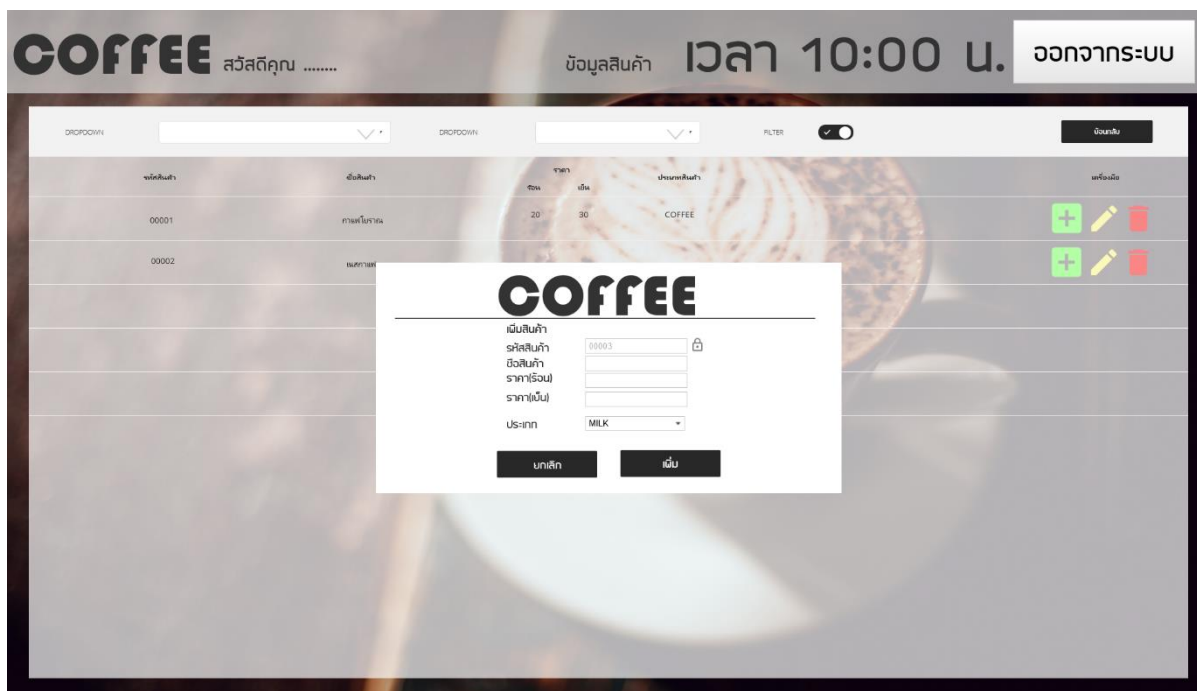 COFFEE สวัสดีคุณ ........ ข้อมูลสินค้า เวลา 10:00 น. ออกจากระบบ
DROPDOWN DROPDOWN FILTER ย้อนกลับ
รหัสสินค้า ชื่อสินค้า ราคา ประเภทสินค้า เครื่องมือ
ร้อน เย็น
00001 กาแฟโบราณ 20 30 COFFEE
00002 เนสกาแฟ
COFFEE
เพิ่มสินค้า
รหัสสินค้า 00003
ชื่อสินค้า
ราคา(ร้อน)
ราคา(เย็น)
ประเภท MILK
ยกเลิก เพิ่ม